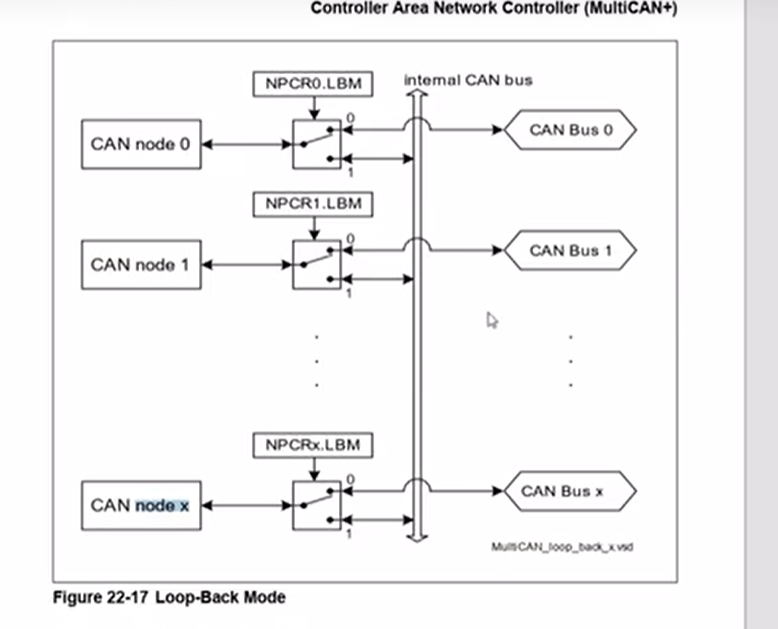 Controller Area Network Controller (MultiCAN+)
NPCR0.LBM
internal CAN bus
CAN node 0
0
1
CAN Bus 0
NPCR1.LBM
CAN node 1
0
1
CAN Bus 1
NPCRx.LBM
CAN node x
0
1
CAN Bus x
MultiCAN_loop_back_x.vsd
Figure 22-17 Loop-Back Mode